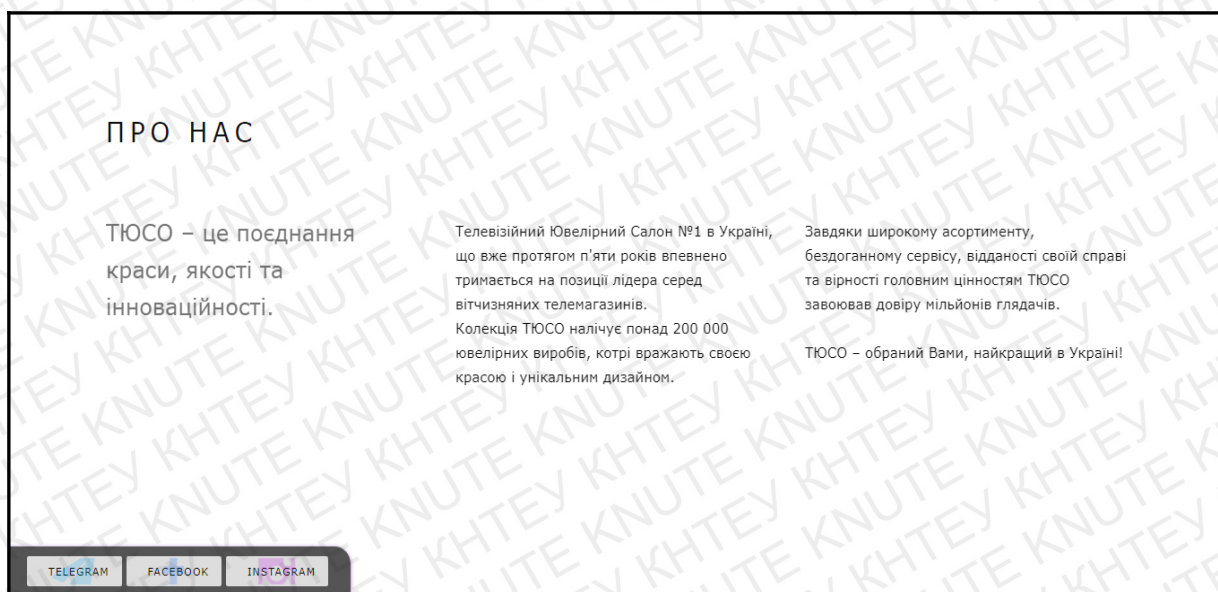 ПРО НАС
ТЮСО – це поєднання
краси, якості та
інноваційності.
Телевізійний Ювелірний Салон №1 в Україні,
що вже протягом п'яти років впевнено
тримається на позиції лідера серед
вітчизняних телемагазинів.
Колекція ТЮСО налічує понад 200 000
ювелірних виробів, котрі вражають своєю
красою і унікальним дизайном.
Завдяки широкому асортименту,
бездоганному сервісу, відданості своїй справі
та вірності головним цінностям ТЮСО
завоював довіру мільйонів глядачів.
ТЮСО – обраний Вами, найкращий в Україні!
TELEGRAM FACEBOOK INSTAGRAM
КНТЕУ KNUTE